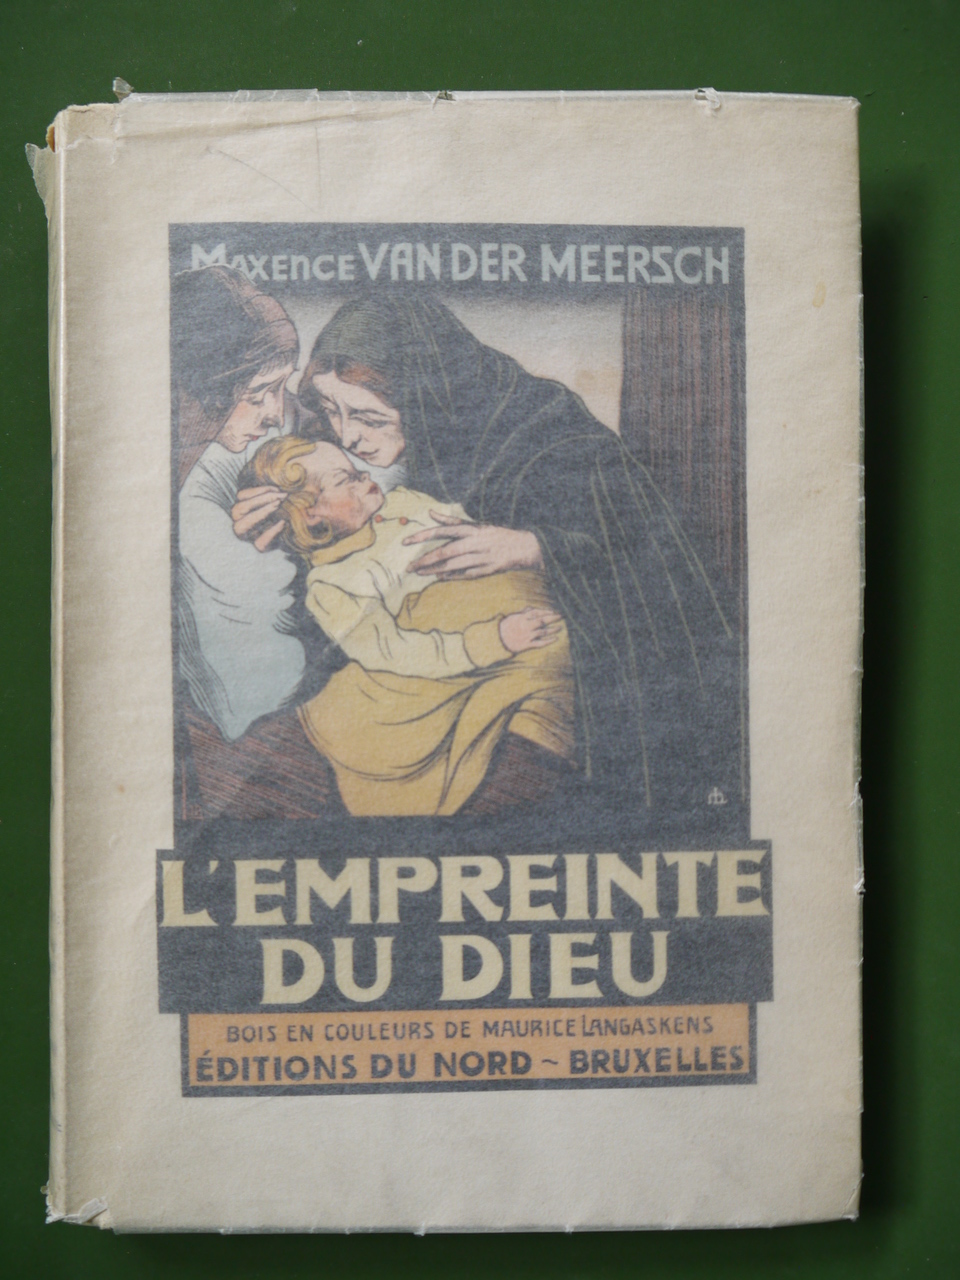 Maxence VAN DER MEERSCH
L'EMPREINTE
DU DIEU
BOIS EN COULEURS DE MAURICE LANGASKENS
ÉDITIONS DU NORD ~ BRUXELLES